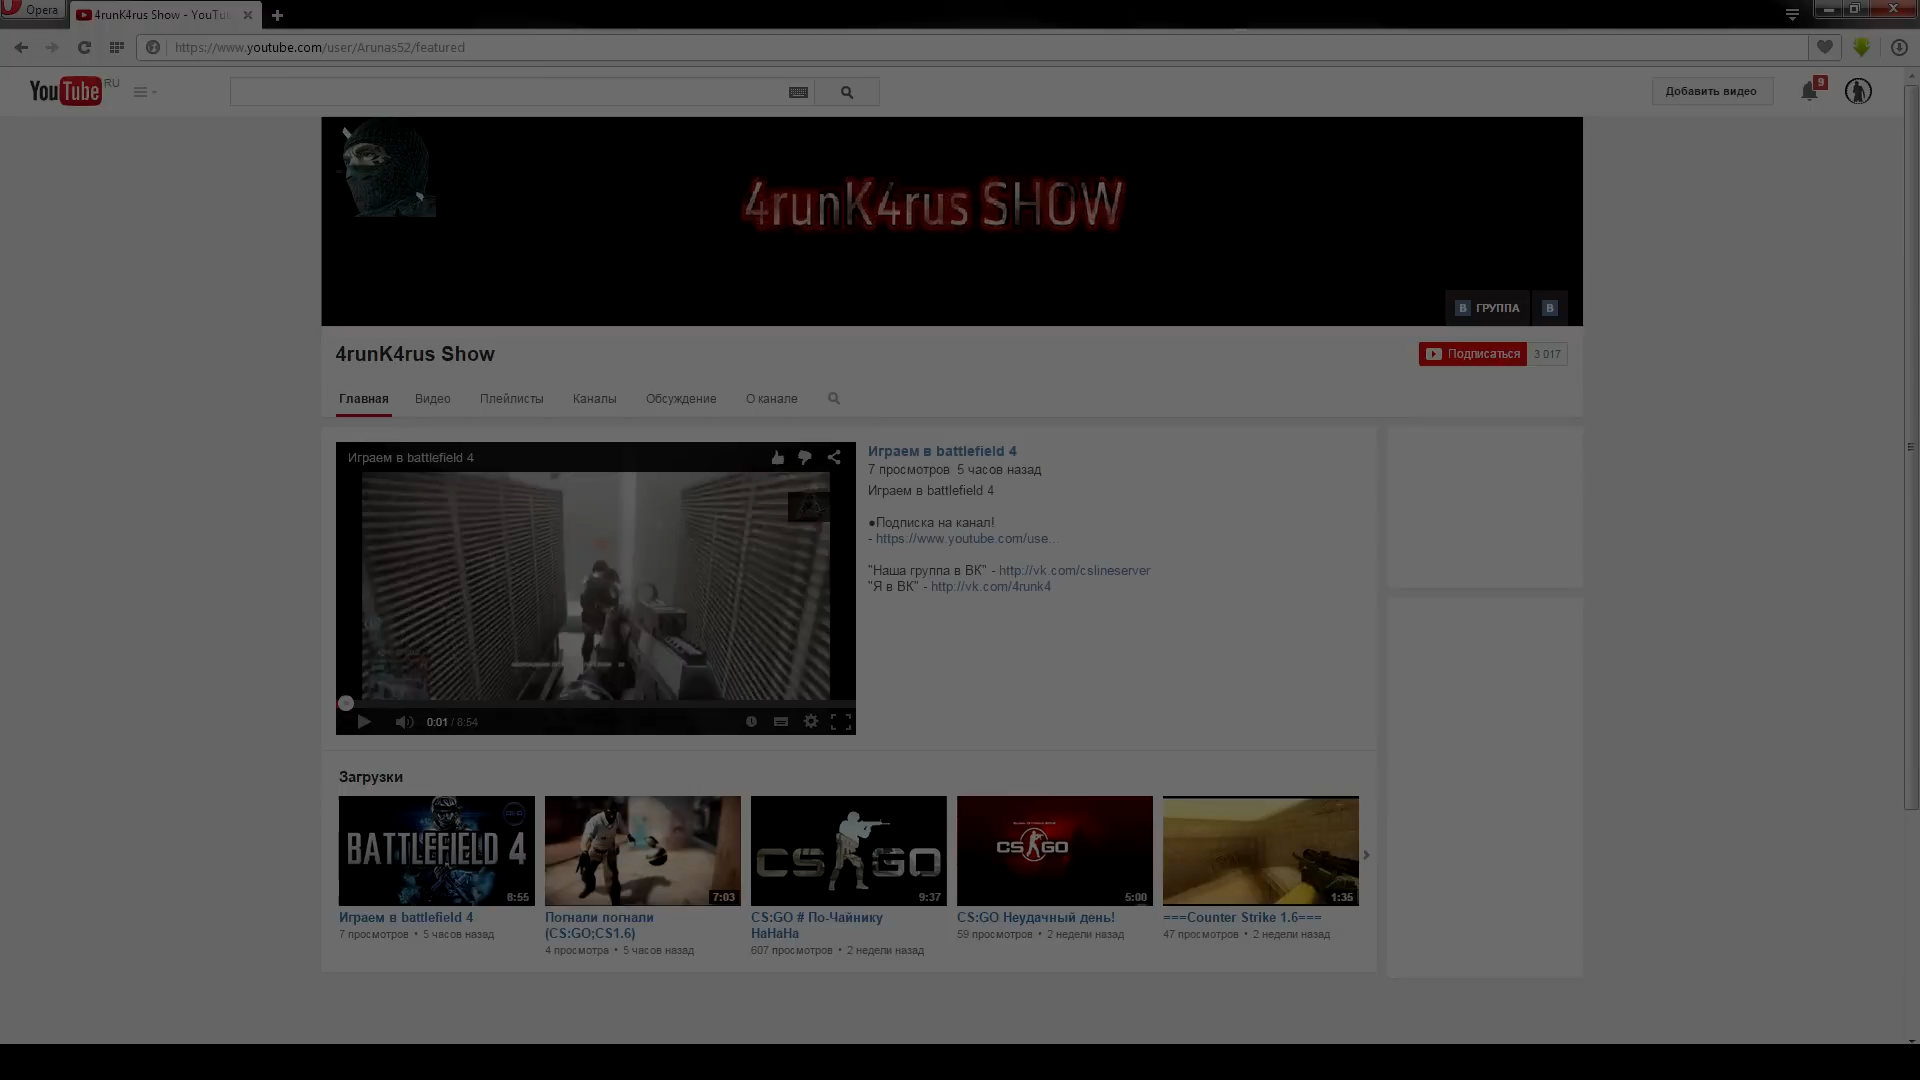 Opera
4runK4rus Show - YouTu
https://www.youtube.com/user/Arunas52/featured
YouTube RU
Добавить видео
9
4runK4rus SHOW
В ГРУППА
В
4runK4rus Show
Подписаться
3 017
Главная
Видео
Плейлисты
Каналы
Обсуждение
О канале
Играем в battlefield 4
0:01 / 8:54
Играем в battlefield 4
7 просмотров 5 часов назад
Играем в battlefield 4
●Подписка на канал!
- https://www.youtube.com/use...
"Наша группа в ВК" - http://vk.com/cslineserver
"Я в ВК" - http://vk.com/4runk4
Загрузки
BATTLEFIELD 4
8:55
Играем в battlefield 4
7 просмотров • 5 часов назад
7:03
Погнали погнали
(CS:GO;CS1.6)
4 просмотра • 5 часов назад
CS GO
9:37
CS:GO # По-Чайнику
HaHaHa
607 просмотров • 2 недели назад
CS GO
5:00
CS:GO Неудачный день!
59 просмотров • 2 недели назад
1:35
===Counter Strike 1.6===
47 просмотров • 2 недели назад